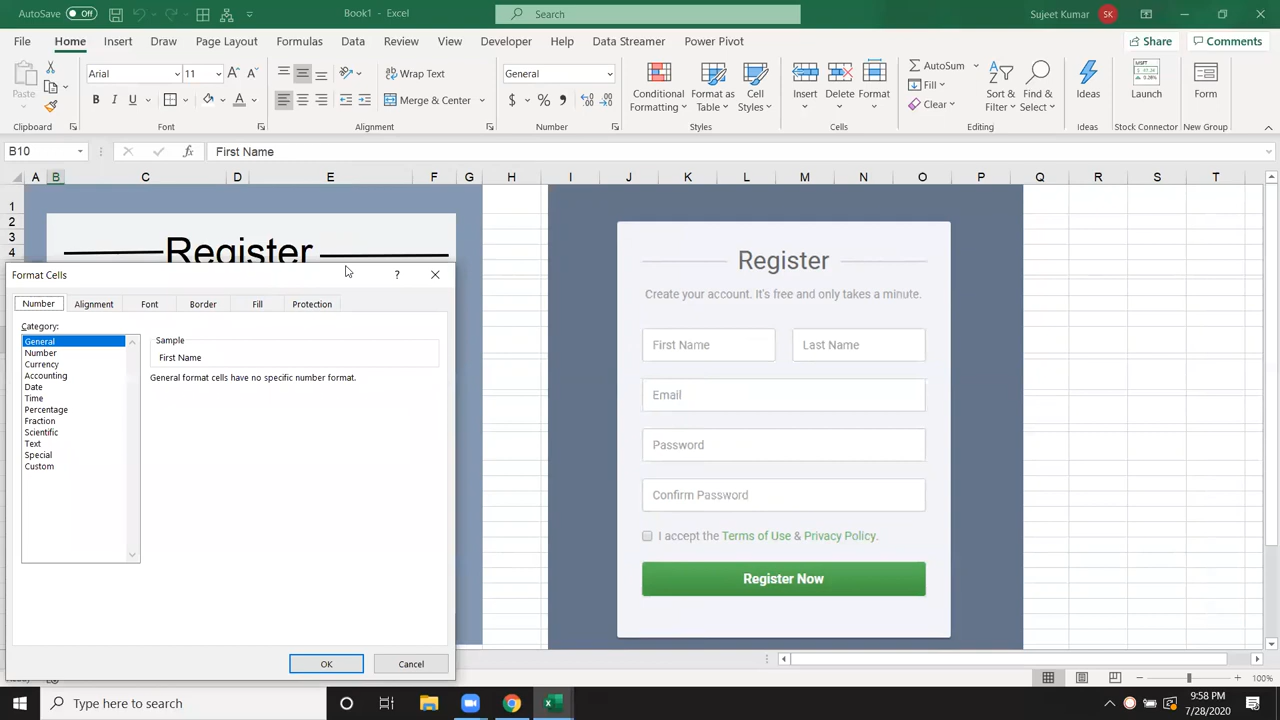 AutoSave Off Book1 - Excel Search Sujeet Kumar SK
File Home Insert Draw Page Layout Formulas Data Review View Developer Help Data Streamer Power Pivot Share Comments
Paste Arial 11 Wrap Text General AutoSum
B I U Merge & Center $ % Conditional Formatting Format as Table Cell Styles Insert Delete Format Fill Clear Sort & Filter Find & Select Ideas Launch Form
Clipboard Font Alignment Number Styles Cells Editing Ideas Stock Connector New Group
B10 fx First Name
A B C D E F G H I J K L M N O P Q R S T
1
2
3
4
Register
Format Cells ?
Number Alignment Font Border Fill Protection
Category:
General
Number
Currency
Accounting
Date
Time
Percentage
Fraction
Scientific
Text
Special
Custom
Sample
First Name
General format cells have no specific number format.
OK Cancel
Register
Create your account. It's free and only takes a minute.
First Name Last Name
Email
Password
Confirm Password
I accept the Terms of Use & Privacy Policy.
Register Now
100%
Type here to search
9:58 PM
7/28/2020